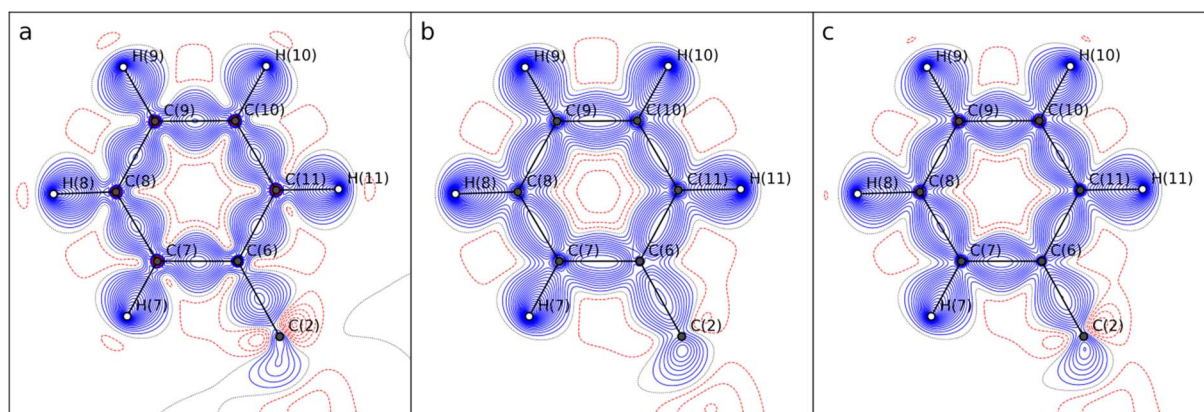 a
H(9)
H(10)
C(9)
C(10)
H(8)
C(8)
C(11)
H(11)
C(7)
C(6)
H(7)
C(2)
b
H(9)
H(10)
C(9)
C(10)
H(8)
C(8)
C(11)
H(11)
C(7)
C(6)
H(7)
C(2)
c
H(9)
H(10)
C(9)
C(10)
H(8)
C(8)
C(11)
H(11)
C(7)
C(6)
H(7)
C(2)